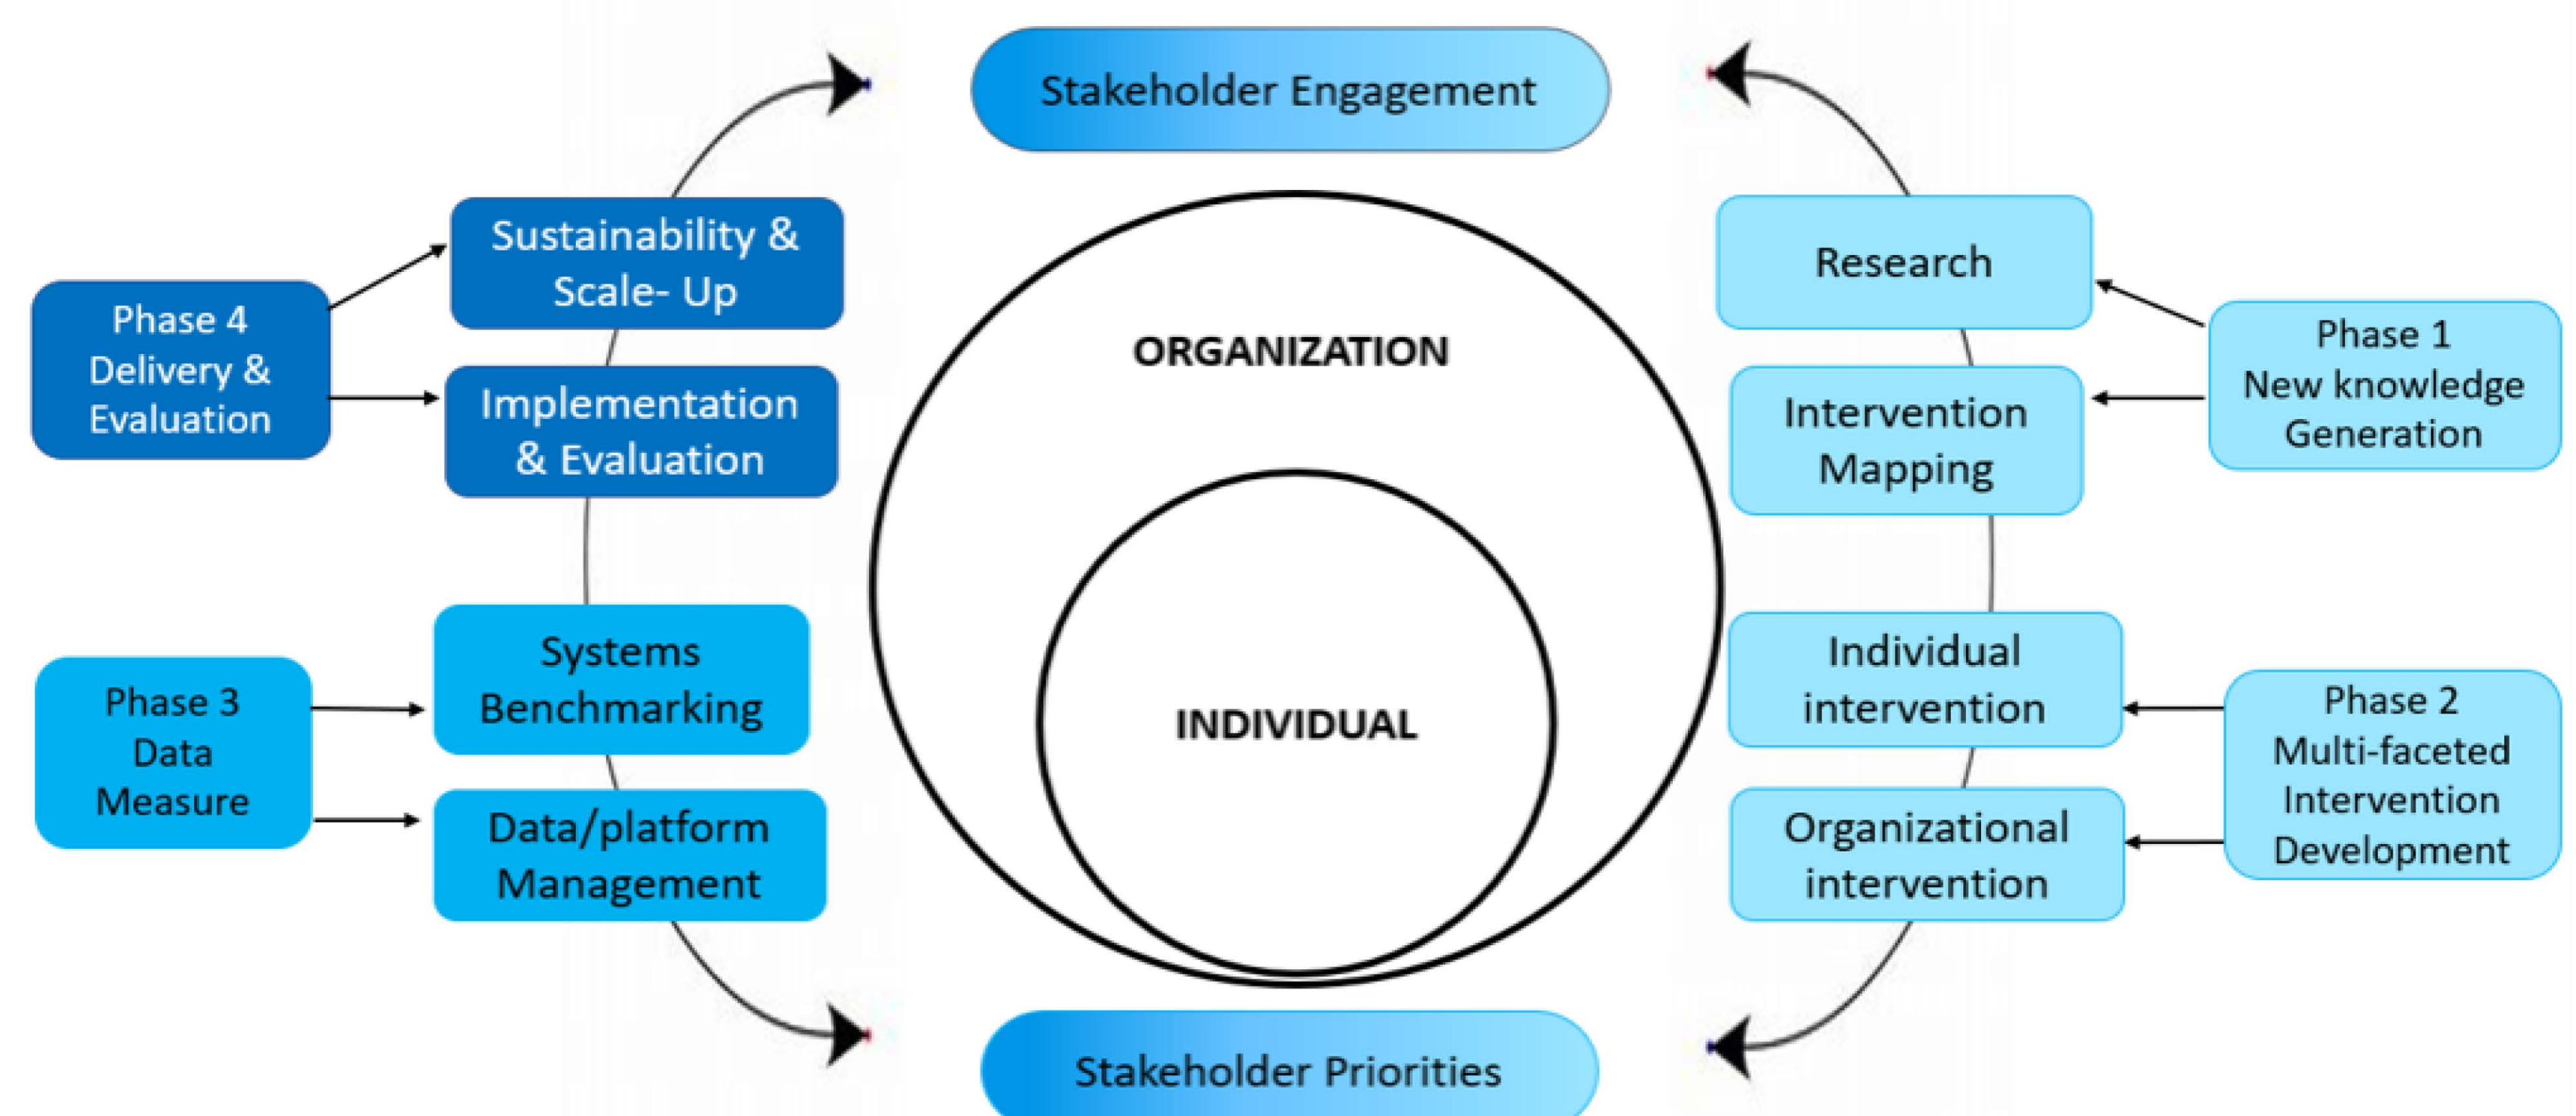 Stakeholder Engagement
Sustainability &
Scale- Up
Phase 4
Delivery &
Evaluation
Implementation
& Evaluation
ORGANIZATION
Research
Intervention
Mapping
Phase 1
New knowledge
Generation
Systems
Benchmarking
Phase 3
Data
Measure
Data/platform
Management
INDIVIDUAL
Individual
intervention
Organizational
intervention
Phase 2
Multi-faceted
Intervention
Development
Stakeholder Priorities